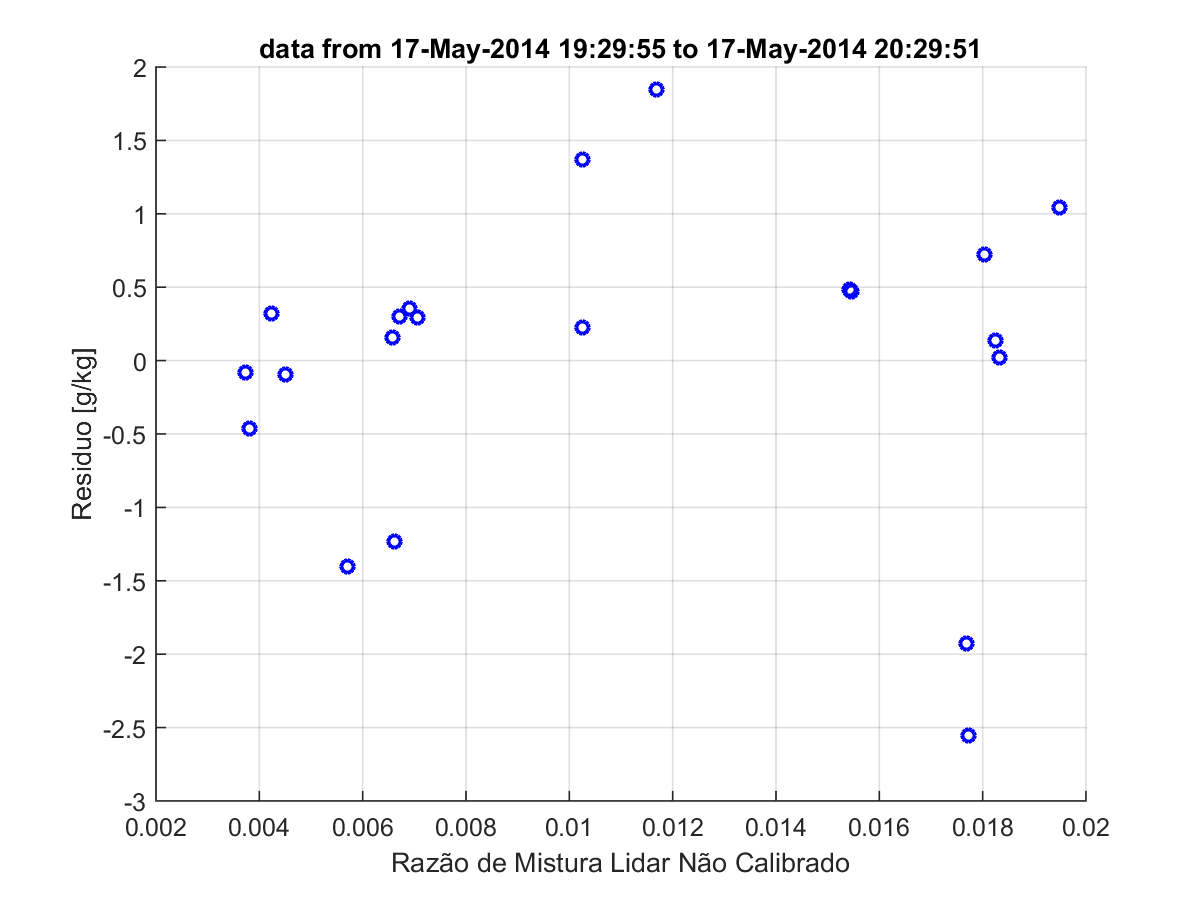 data from 17-May-2014 19:29:55 to 17-May-2014 20:29:51
2
1.5
1
0.5
0
-0.5
-1
-1.5
-2
-2.5
-3
Residuo [g/kg]
0.002 0.004 0.006 0.008 0.01 0.012 0.014 0.016 0.018 0.02
Razão de Mistura Lidar Não Calibrado